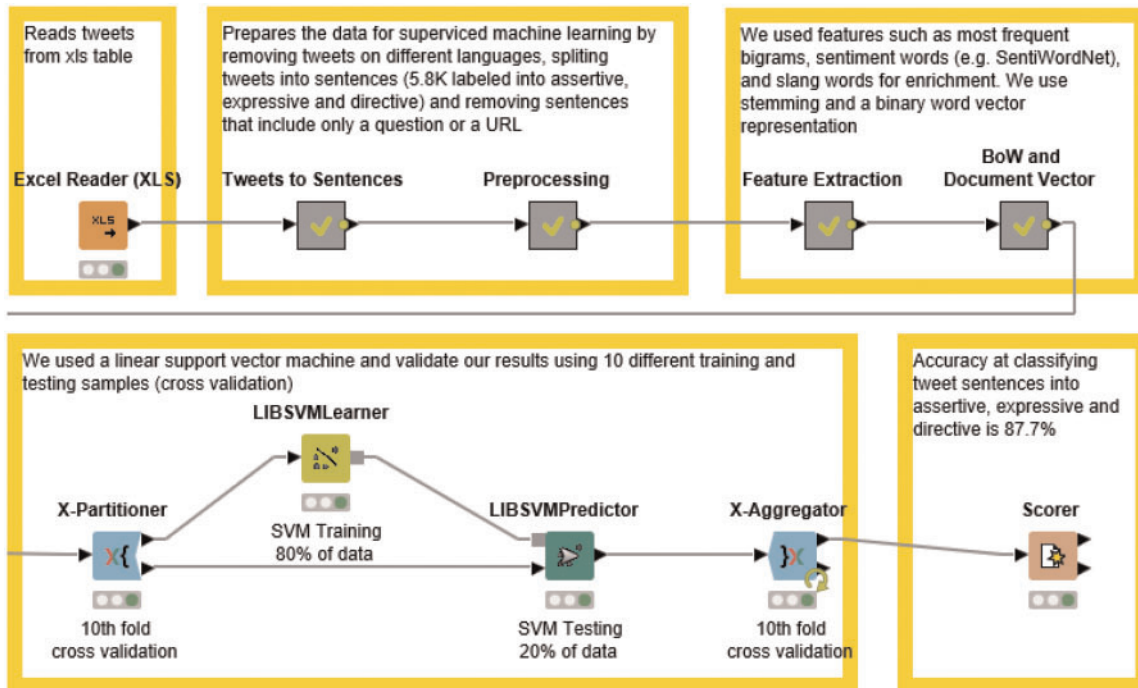 Reads tweets
from xls table
Excel Reader (XLS)
XLS
Prepares the data for superviced machine learning by
removing tweets on different languages, spliting
tweets into sentences (5.8K labeled into assertive,
expressive and directive) and removing sentences
that include only a question or a URL
Tweets to Sentences
Preprocessing
We used features such as most frequent
bigrams, sentiment words (e.g. SentiWordNet),
and slang words for enrichment. We use
stemming and a binary word vector
representation
Feature Extraction
BoW and
Document Vector
We used a linear support vector machine and validate our results using 10 different training and
testing samples (cross validation)
X-Partitioner
X{
10th fold
cross validation
LIBSVMLearner
SVM Training
80% of data
LIBSVMPredictor
SVM Testing
20% of data
X-Aggregator
}X
10th fold
cross validation
Accuracy at classifying
tweet sentences into
assertive, expressive and
directive is 87.7%
Scorer